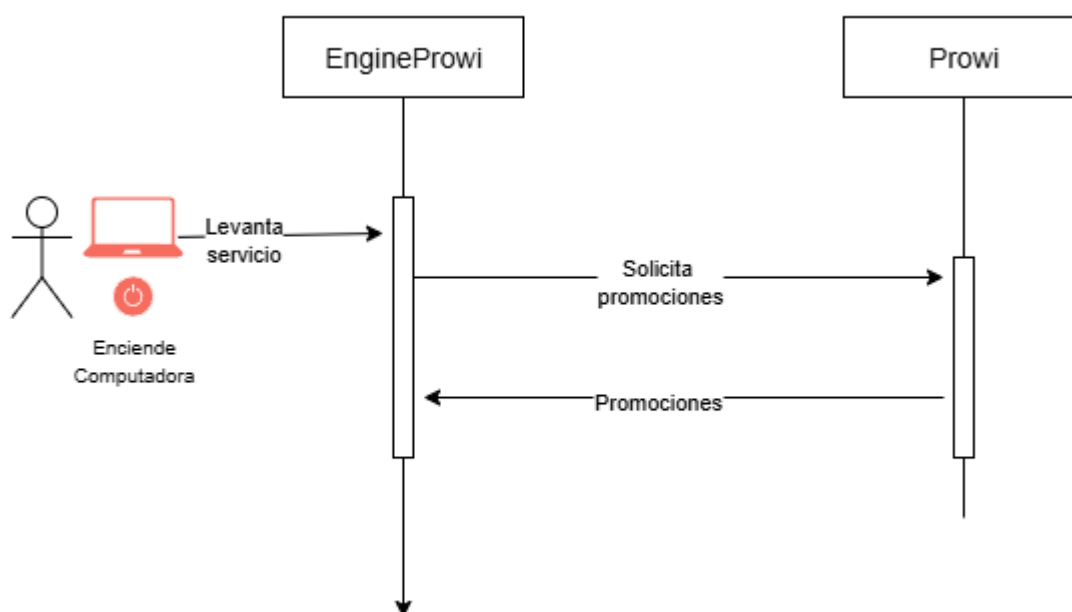 EngineProwi
Prowi
Levanta
servicio
Solicita
promociones
Enciende
Computadora
Promociones